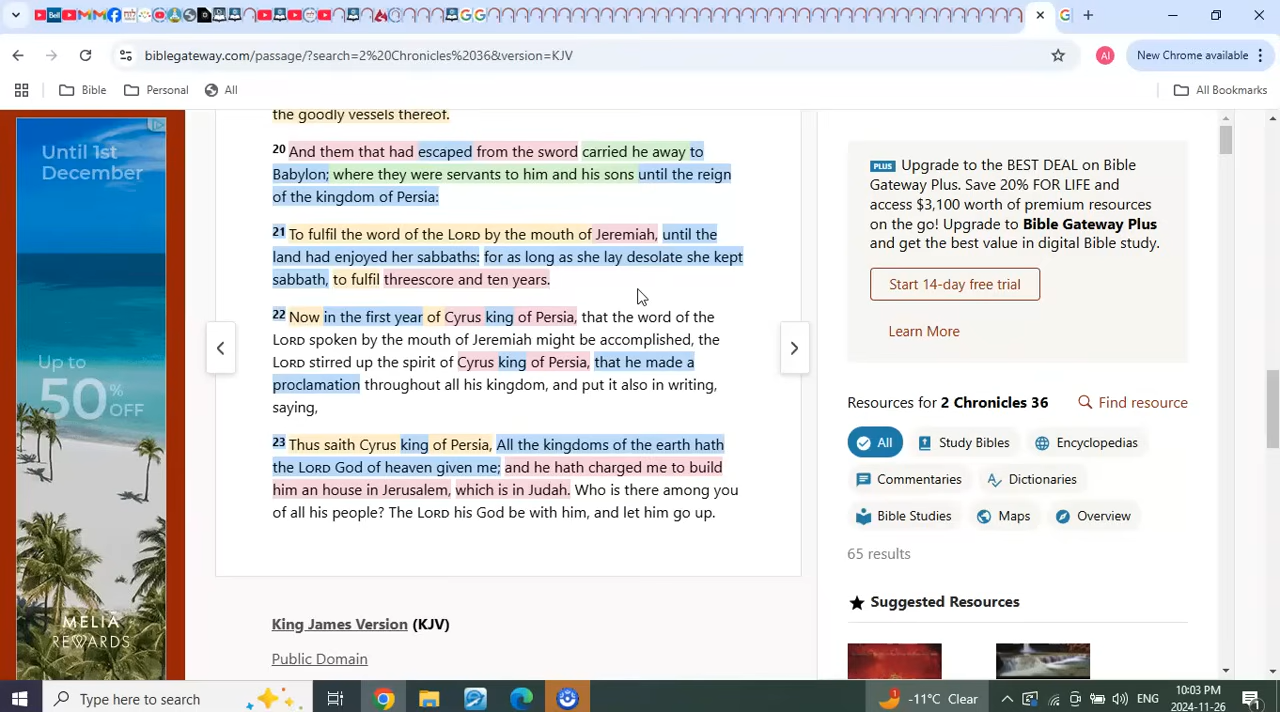 biblegateway.com/passage/?search=2%20Chronicles%2036&version=KJV
AI
New Chrome available
Bible
Personal
All
All Bookmarks
Until 1st
December
Up to
50% OFF
MELIÃ
REWARDS
the goodly vessels thereof.
20 And them that had escaped from the sword carried he away to
Babylon; where they were servants to him and his sons until the reign
of the kingdom of Persia:
21 To fulfil the word of the LORD by the mouth of Jeremiah, until the
land had enjoyed her sabbaths: for as long as she lay desolate she kept
sabbath, to fulfil threescore and ten years.
22 Now in the first year of Cyrus king of Persia, that the word of the
LORD spoken by the mouth of Jeremiah might be accomplished, the
LORD stirred up the spirit of Cyrus king of Persia, that he made a
proclamation throughout all his kingdom, and put it also in writing,
saying,
23 Thus saith Cyrus king of Persia, All the kingdoms of the earth hath
the LORD God of heaven given me; and he hath charged me to build
him an house in Jerusalem, which is in Judah. Who is there among you
of all his people? The LORD his God be with him, and let him go up.
King James Version (KJV)
Public Domain
PLUS Upgrade to the BEST DEAL on Bible
Gateway Plus. Save 20% FOR LIFE and
access $3,100 worth of premium resources
on the go! Upgrade to Bible Gateway Plus
and get the best value in digital Bible study.
Start 14-day free trial
Learn More
Resources for 2 Chronicles 36
Find resource
All
Study Bibles
Encyclopedias
Commentaries
Dictionaries
Bible Studies
Maps
Overview
65 results
Suggested Resources
Type here to search
-11°C Clear
ENG
10:03 PM
2024-11-26
1